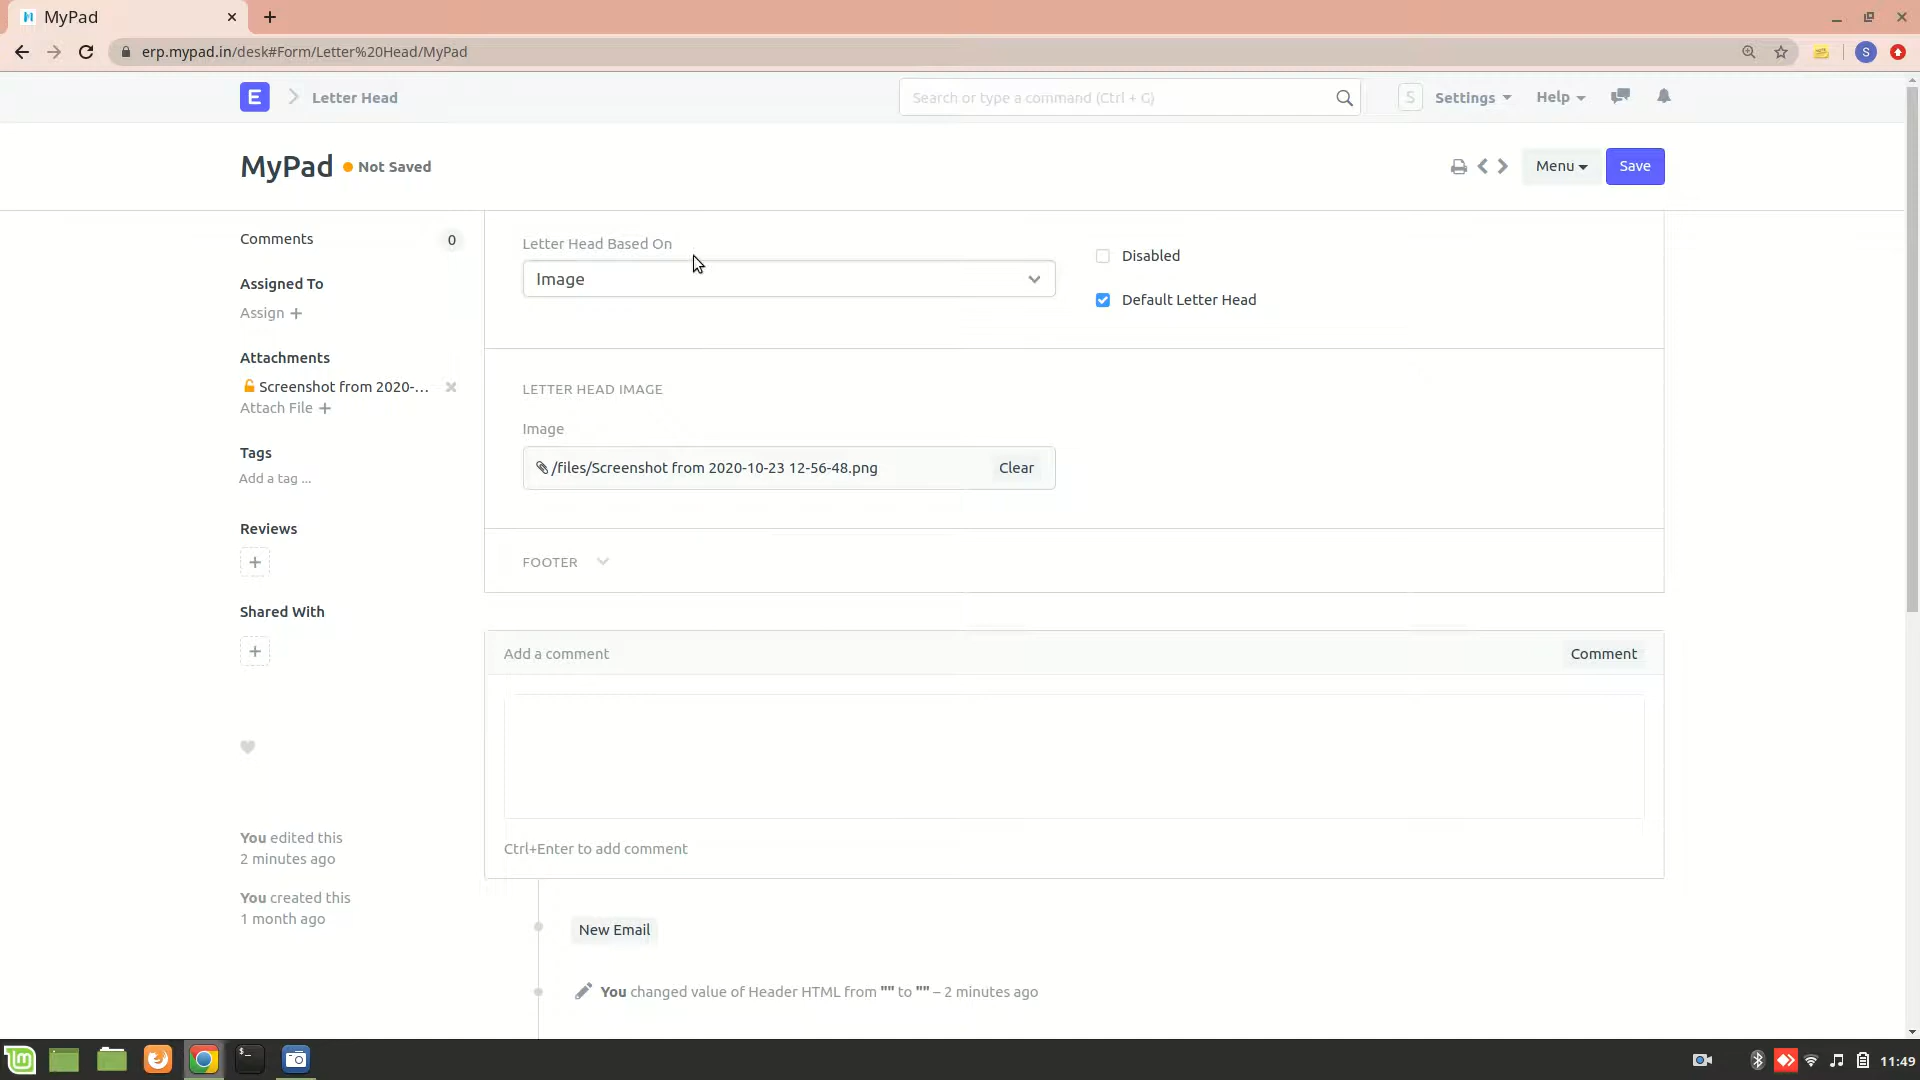 MyPad
erp.mypad.in/desk#Form/Letter%20Head/MyPad
S
E
Letter Head
Search or type a command (Ctrl + G)
S
Settings
Help
MyPad
Not Saved
Menu
Save
Comments
0
Assigned To
Assign +
Attachments
Screenshot from 2020-...
Attach File +
Tags
Add a tag ...
Reviews
+
Shared With
+
You edited this
2 minutes ago
You created this
1 month ago
Letter Head Based On
Image
Disabled
Default Letter Head
LETTER HEAD IMAGE
Image
/files/Screenshot from 2020-10-23 12-56-48.png
Clear
FOOTER
Add a comment
Comment
Ctrl+Enter to add comment
New Email
You changed value of Header HTML from "" to "" – 2 minutes ago
11:49